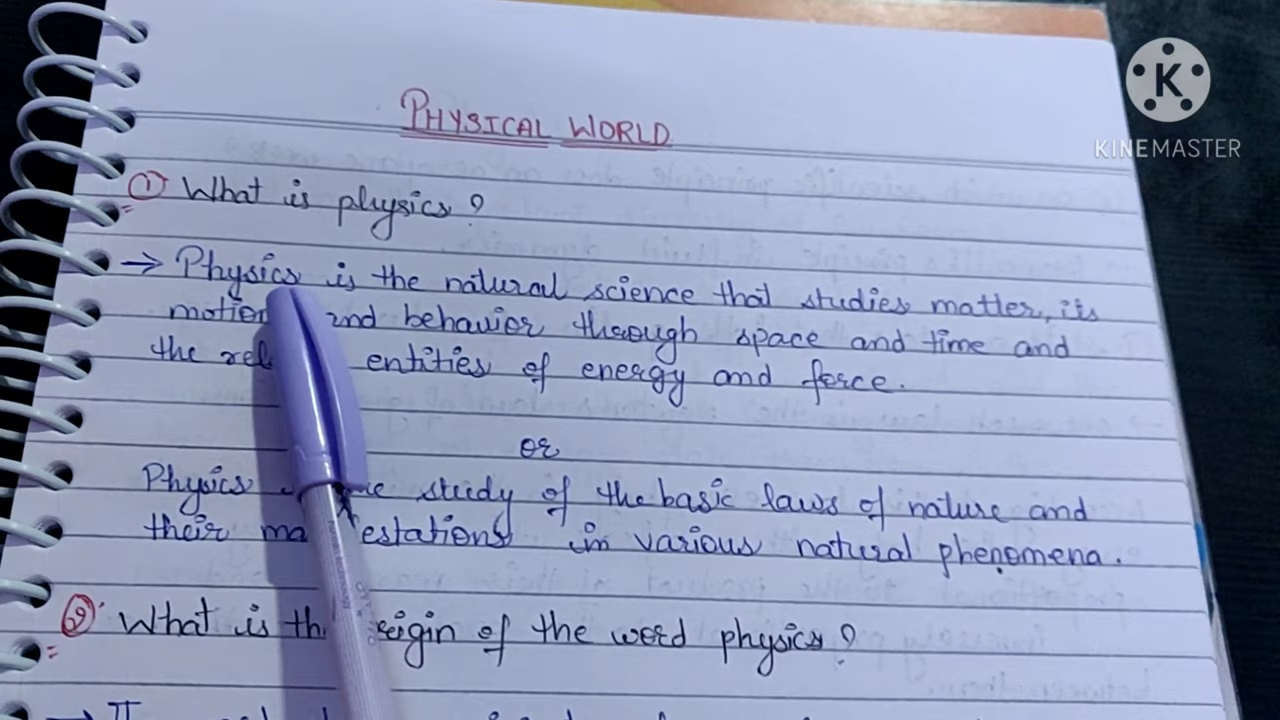 PHYSICAL WORLD
① What is physics?
→ Physics is the natural science that studies matter, its
motion and behavior through space and time and
the entities of energy and force.
or
Physics study of the basic laws of nature and
their in various natural phenomena.
② What is the origin of the word physics?
K
KINEMASTER